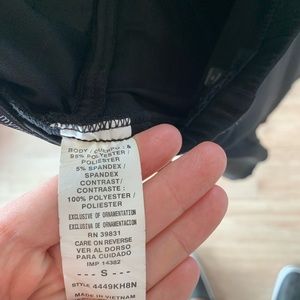 BODY / CUERPO : &
95% POLYESTER /
POLIESTER
5% SPANDEX /
SPANDEX
CONTRAST/
CONTRASTE :
100% POLYESTER /
POLIESTER
EXCLUSIVE OF ORNAMENTATION
EXCLUSIVO DE ORNAMENTACION
RN 39831
CARE ON REVERSE
VER AL DORSO
PARA CUIDADO
IMP 14382
- S -
STYLE 4449KH8N
MADE IN VIETNAM